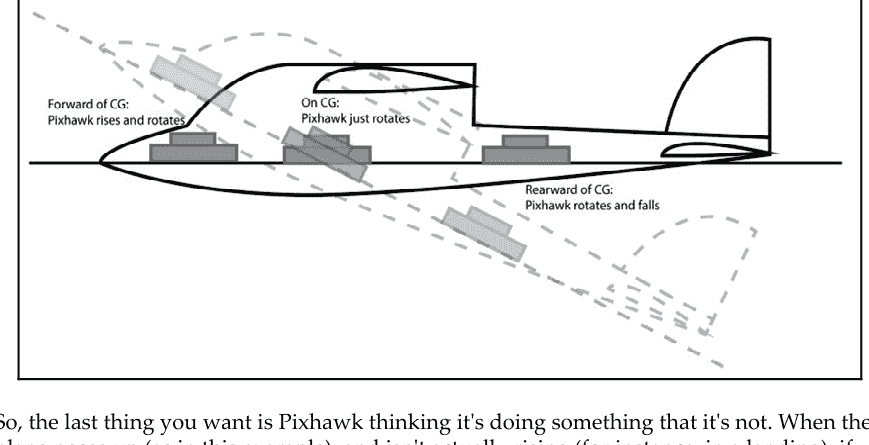 Forward of CG:
Pixhawk rises and rotates
On CG:
Pixhawk just rotates
Rearward of CG:
Pixhawk rotates and falls
So, the last thing you want is Pixhawk thinking it's doing something that it's not. When the